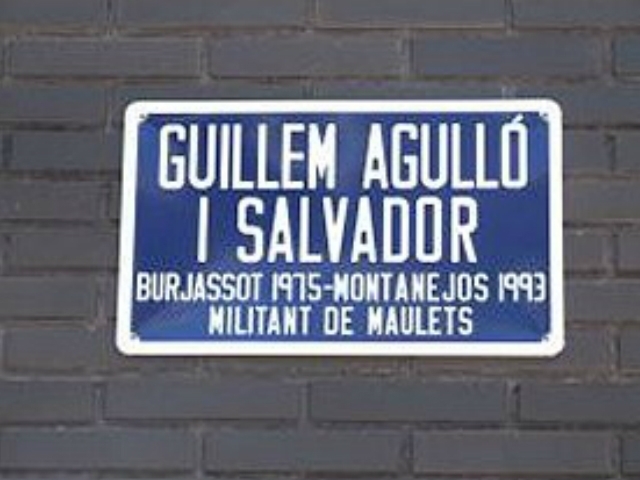 GUILLEM AGULLÓ
I SALVADOR
BURJASSOT 1975-MONTANEJOS 1993
MILITANT DE MAULETS